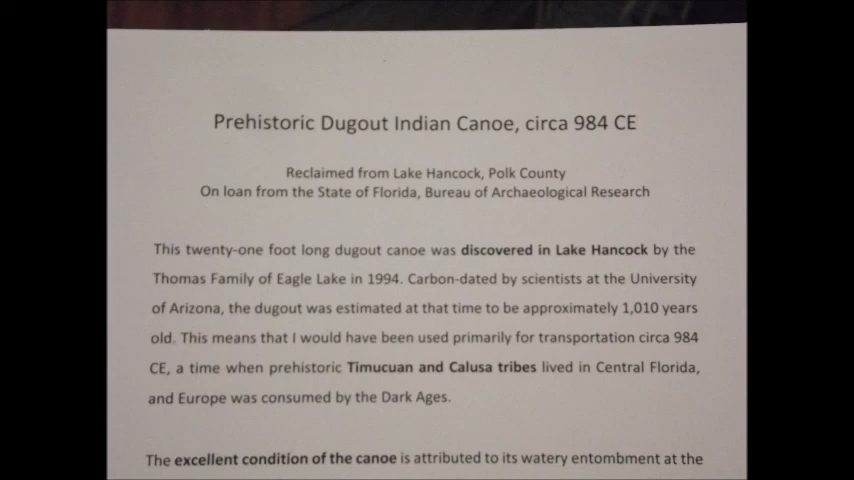 Prehistoric Dugout Indian Canoe, circa 984 CE
Reclaimed from Lake Hancock, Polk County
On loan from the State of Florida, Bureau of Archaeological Research
This twenty-one foot long dugout canoe was discovered in Lake Hancock by the
Thomas Family of Eagle Lake in 1994. Carbon-dated by scientists at the University
of Arizona, the dugout was estimated at that time to be approximately 1,010 years
old. This means that I would have been used primarily for transportation circa 984
CE, a time when prehistoric Timucuan and Calusa tribes lived in Central Florida,
and Europe was consumed by the Dark Ages.
The excellent condition of the canoe is attributed to its watery entombment at the